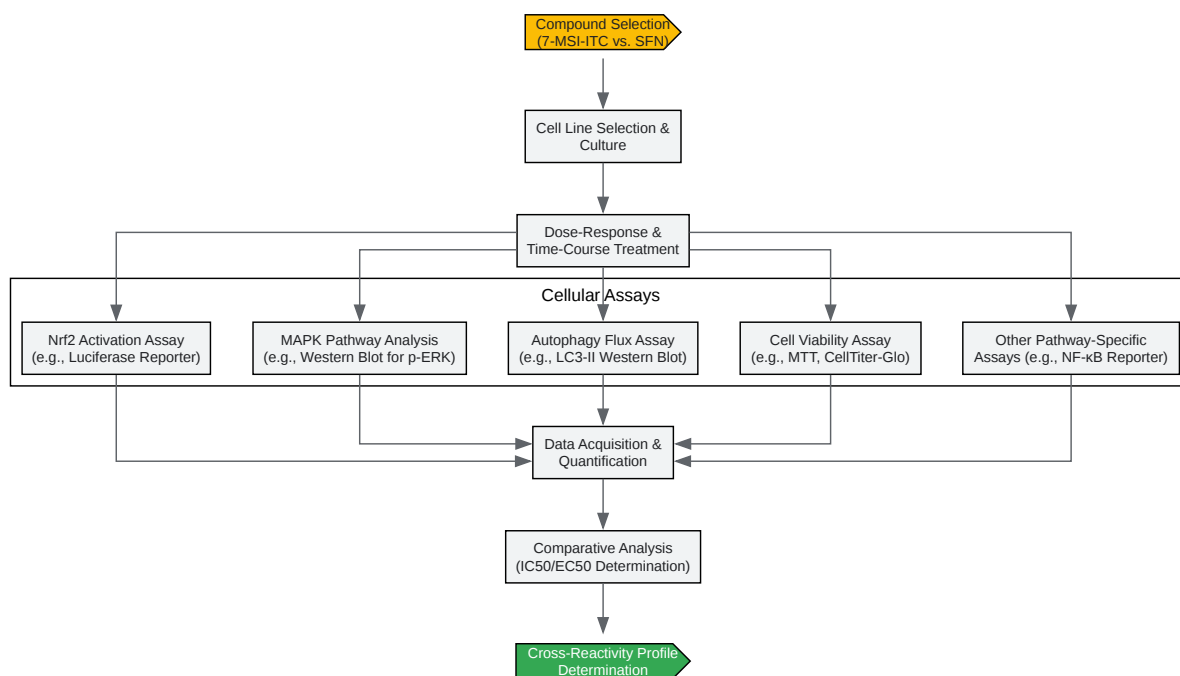 Compound Selection
(7-MSI-ITC vs. SFN)
Cell Line Selection &
Culture
Dose-Response &
Time-Course Treatment
Cellular Assays
Nrf2 Activation Assay
(e.g., Luciferase Reporter)
MAPK Pathway Analysis
(e.g., Western Blot for p-ERK)
Autophagy Flux Assay
(e.g., LC3-II Western Blot)
Cell Viability Assay
(e.g., MTT, CellTiter-Glo)
Other Pathway-Specific
Assays (e.g., NF-κB Reporter)
Data Acquisition &
Quantification
Comparative Analysis
(IC50/EC50 Determination)
Cross-Reactivity Profile
Determination